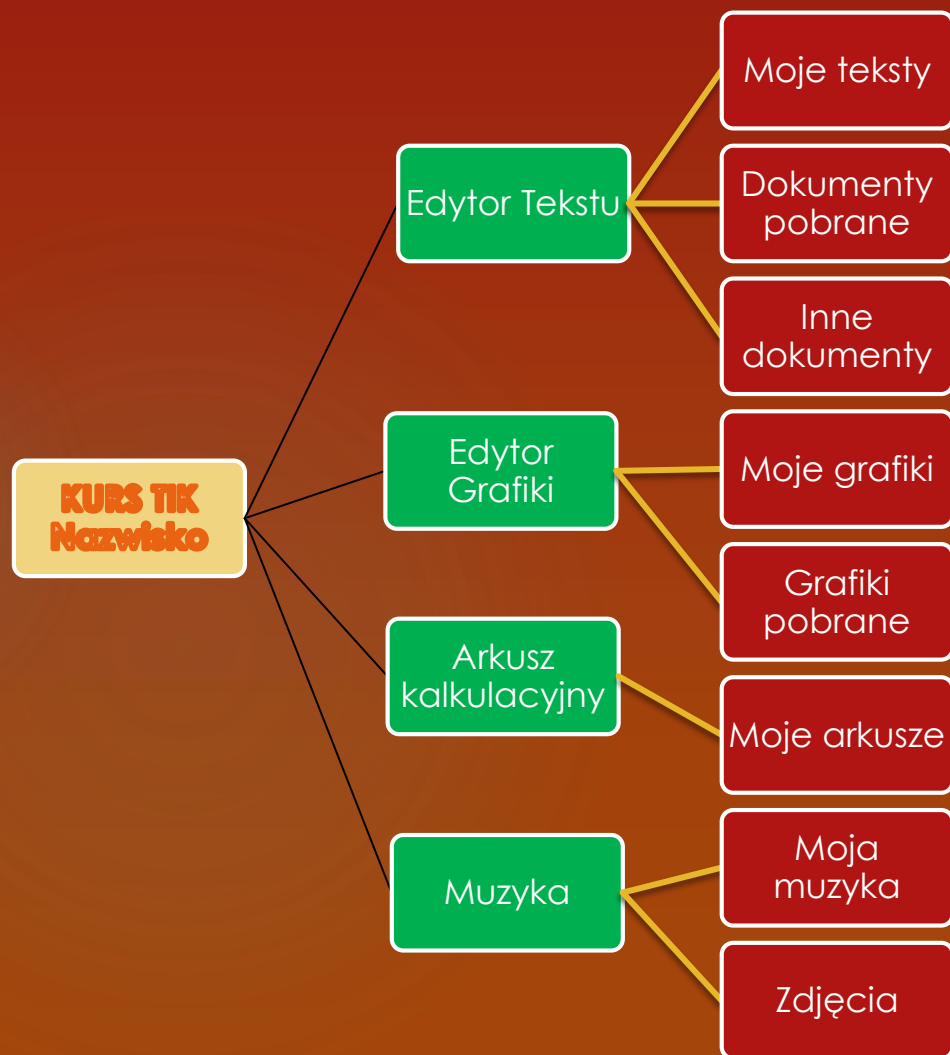 KURS TIK
Nazwisko
Edytor Tekstu
Moje teksty
Dokumenty
pobrane
Inne
dokumenty
Edytor
Grafiki
Moje grafiki
Grafiki
pobrane
Arkusz
kalkulacyjny
Moje arkusze
Muzyka
Moja
muzyka
Zdjęcia